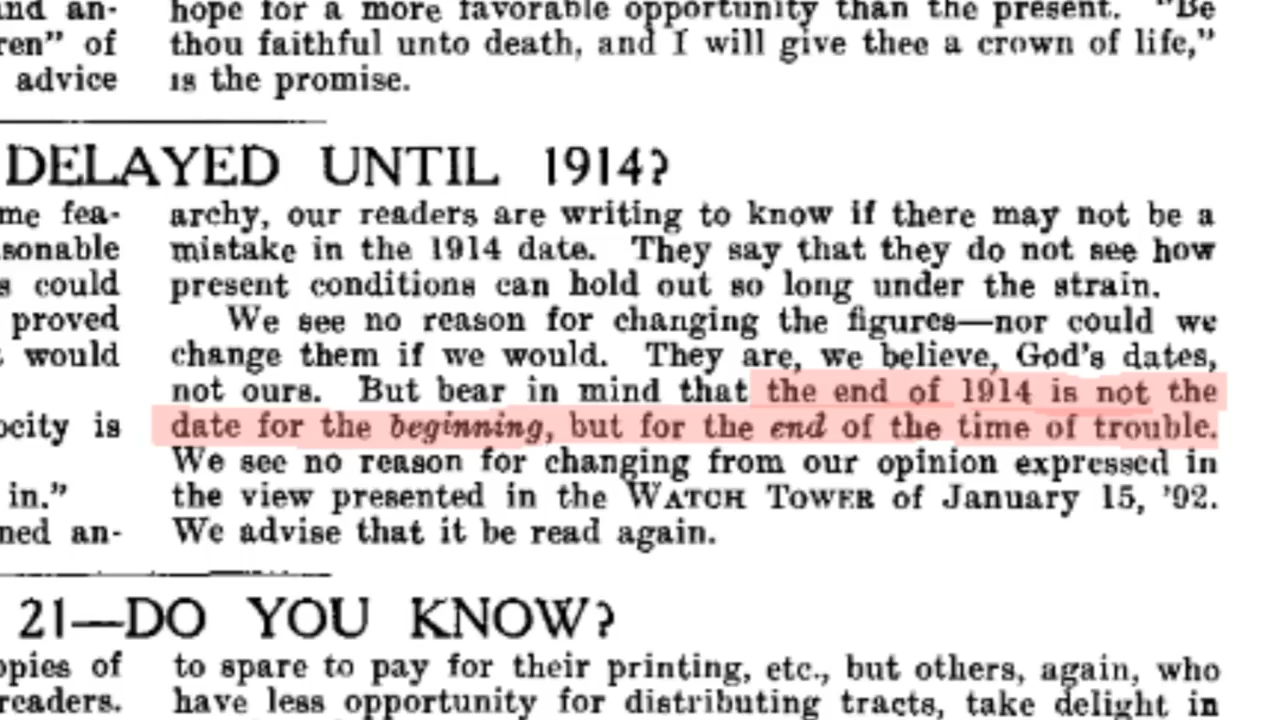 and an-
ren" of
advice
hope for a more favorable opportunity than the present. "Be
thou faithful unto death, and I will give thee a crown of life,"
is the promise.
DELAYED UNTIL 1914?
me fea-
sonable
s could
proved
would
ocity is
in."
ned an-
archy, our readers are writing to know if there may not be a
mistake in the 1914 date. They say that they do not see how
present conditions can hold out so long under the strain.
We see no reason for changing the figures—nor could we
change them if we would. They are, we believe, God's dates,
not ours. But bear in mind that the end of 1914 is not the
date for the beginning, but for the end of the time of trouble.
We see no reason for changing from our opinion expressed in
the view presented in the WATCH TOWER of January 15, '92.
We advise that it be read again.
21—DO YOU KNOW?
opies of
readers.
to spare to pay for their printing, etc., but others, again, who
have less opportunity for distributing tracts, take delight in